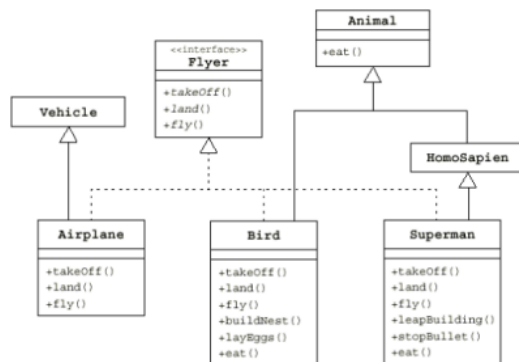 Animal
+eat()
<<interface>>
Flyer
+takeOff()
+land()
+fly()
Vehicle
HomoSapien
Airplane
+takeOff()
+land()
+fly()
Bird
+takeOff()
+land()
+fly()
+buildNest()
+layEggs()
+eat()
Superman
+takeOff()
+land()
+fly()
+leapBuilding()
+stopBullet()
+eat()